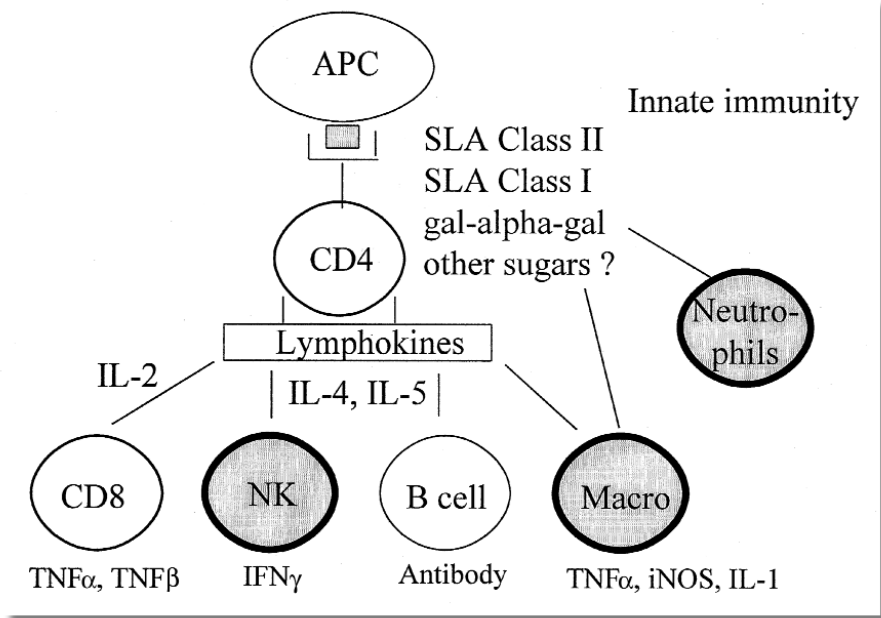 APC
Innate immunity
SLA Class II
SLA Class I
gal-alpha-gal
other sugars ?
CD4
Neutro-
phils
Lymphokines
IL-2
IL-4, IL-5
CD8
NK
B cell
Macro
TNFα, TNFβ
IFNγ
Antibody
TNFα, iNOS, IL-1